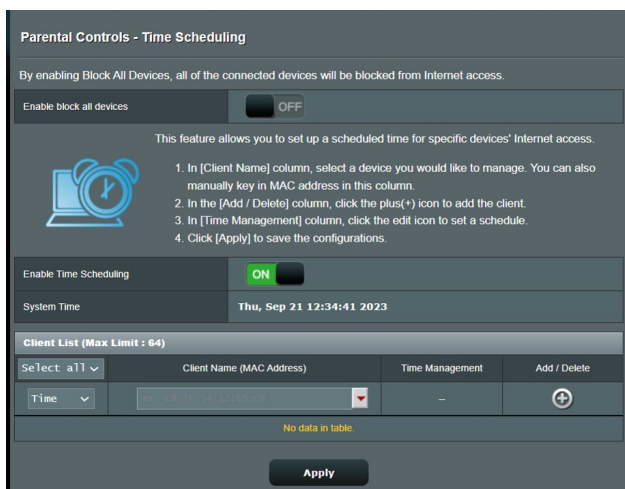 Parental Controls - Time Scheduling
By enabling Block All Devices, all of the connected devices will be blocked from Internet access.
Enable block all devices
OFF
This feature allows you to set up a scheduled time for specific devices' Internet access.
1. In [Client Name] column, select a device you would like to manage. You can also
manually key in MAC address in this
column.
2. In the [Add / Delete] column, click the plus(+) icon to add the client.
3. In [Time Management] column, click the edit icon to set a schedule.
4. Click [Apply] to save the configurations.
Enable Time Scheduling
ON
System Time
Thu, Sep 21 12:34:41 2023
Client List (Max Limit : 64)
Select all
Client Name (MAC Address)
Time Management
Add / Delete
Time
–
No data in table.
Apply